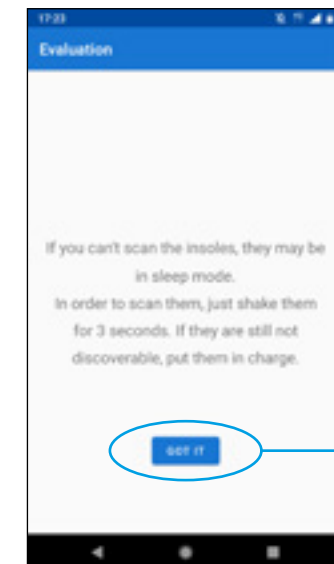 17:23
Evaluation
If you can't scan the insoles, they may be
in sleep mode.
In order to scan them, just shake them
for 3 seconds. If they are still not
discoverable, put them in charge.
GOT IT